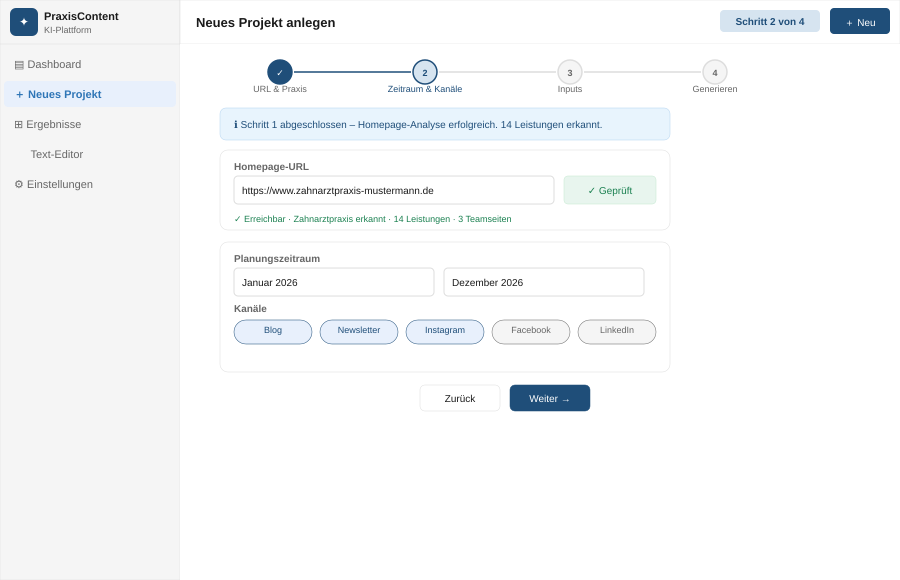 ✦
PraxisContent
KI-Plattform
▤ Dashboard
+ Neues Projekt
⊞ Ergebnisse
Text-Editor
⚙ Einstellungen
Neues Projekt anlegen
Schritt 2 von 4
+ Neu
✓
2
3
4
URL & Praxis
Zeitraum & Kanäle
Inputs
Generieren
ℹ Schritt 1 abgeschlossen – Homepage-Analyse erfolgreich. 14 Leistungen erkannt.
Homepage-URL
https://www.zahnarztpraxis-mustermann.de
✓ Geprüft
✓ Erreichbar · Zahnarztpraxis erkannt · 14 Leistungen · 3 Teamseiten
Planungszeitraum
Januar 2026
Dezember 2026
Kanäle
Blog
Newsletter
Instagram
Facebook
LinkedIn
Zurück
Weiter →